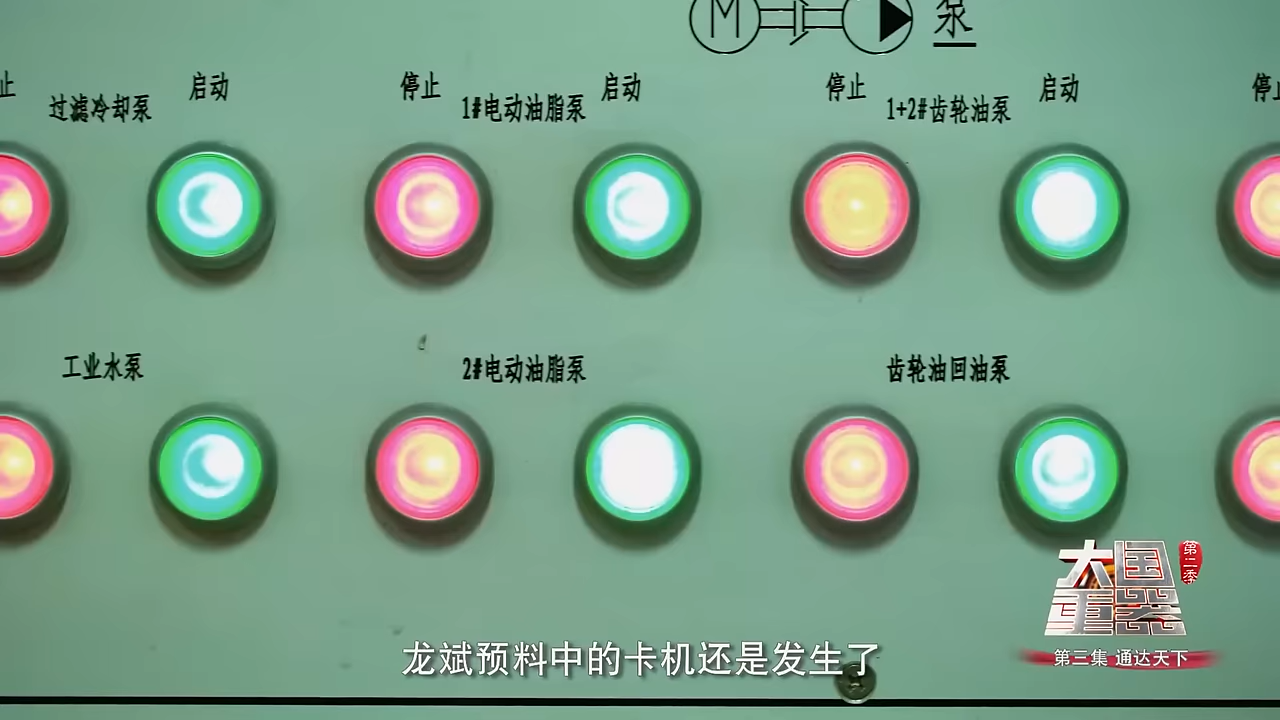 M 泵
止 启动 停止 启动 停止 启动 停止
过滤冷却泵 1#电动油脂泵 1+2#齿轮油泵
工业水泵 2#电动油脂泵 齿轮油回油泵
大国重器 第二季
龙斌预料中的卡机还是发生了
第三集 通达天下